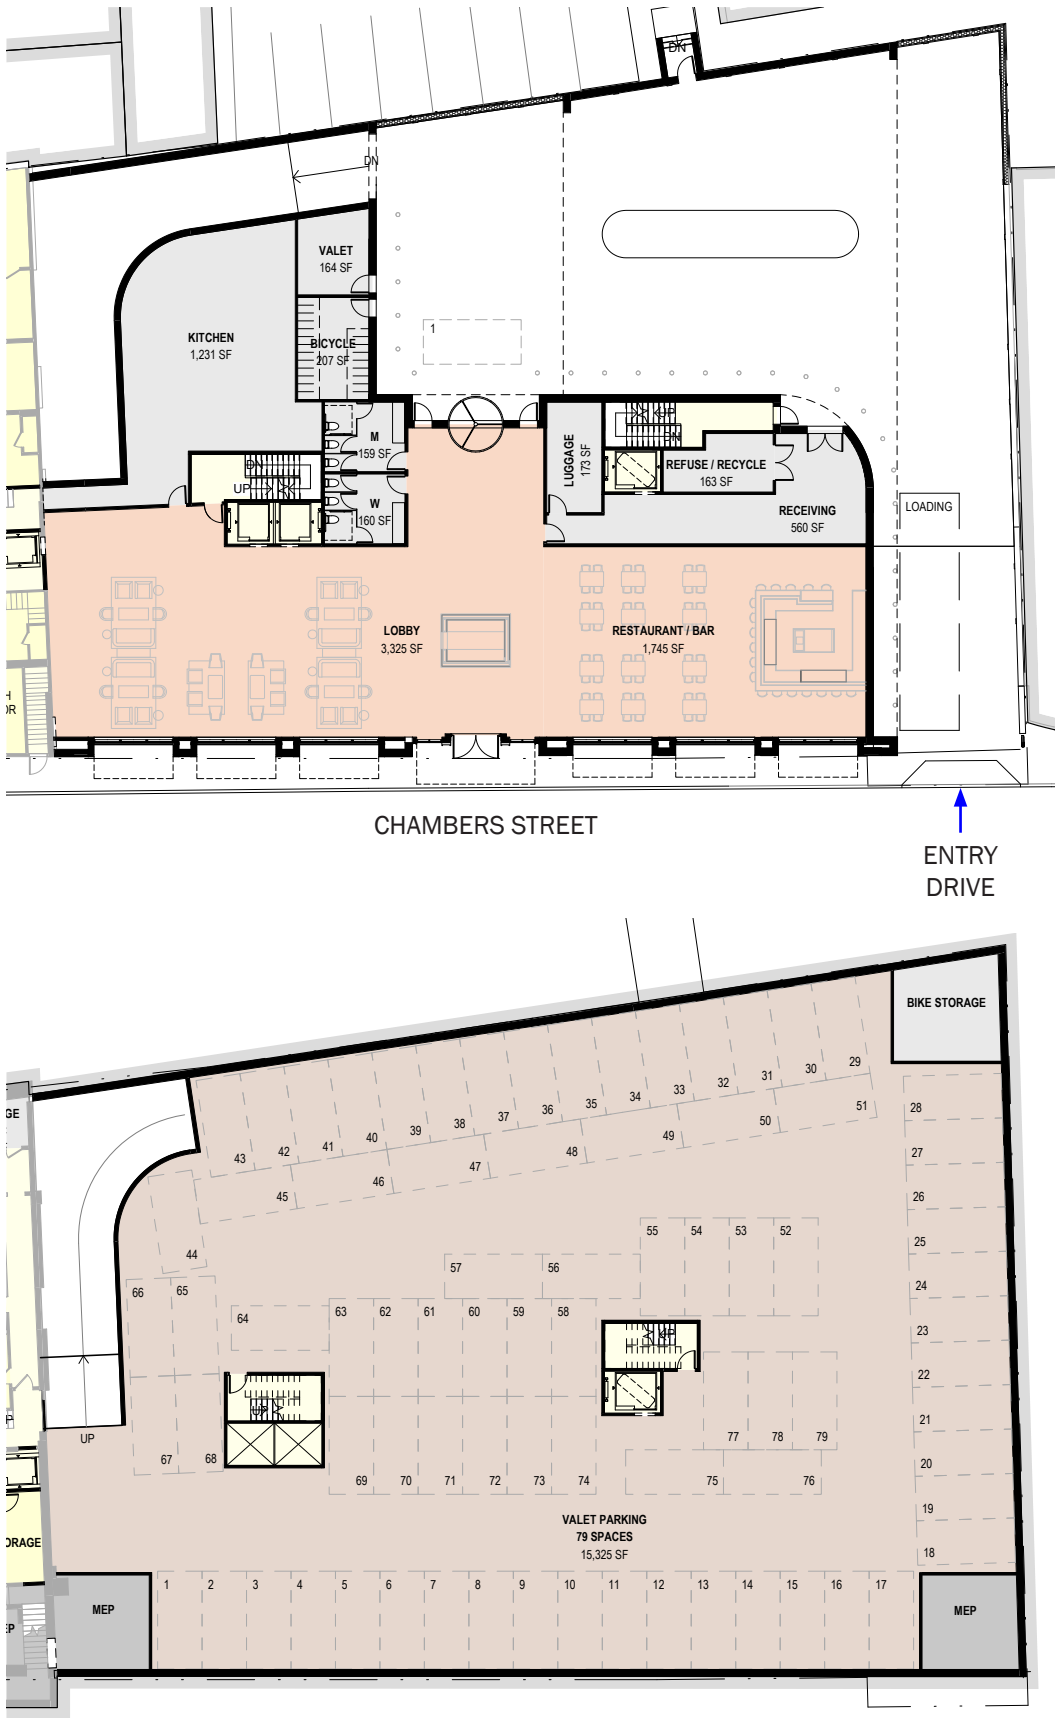 DN
DN
VALET
164 SF
1
KITCHEN
1,231 SF
BICYCLE
207 SF
UP
M
159 SF
LUGGAGE
173 SF
DN
DN
UP
REFUSE / RECYCLE
163 SF
W
160 SF
RECEIVING
560 SF
LOADING
LOBBY
3,325 SF
RESTAURANT / BAR
1,745 SF
H
OR
CHAMBERS STREET
ENTRY
DRIVE
BIKE STORAGE
GE
29
30
31
32
33
34
35
36
37
38
39
40
41
42
43
28
51
50
49
48
47
46
45
27
26
44
55
54
53
52
25
57
56
24
66
65
64
63
62
61
60
59
58
UP
23
22
UP
21
UP
P
67
68
77
78
79
20
69
70
71
72
73
74
75
76
19
VALET PARKING
79 SPACES
15,325 SF
ORAGE
18
1
2
3
4
5
6
7
8
9
10
11
12
13
14
15
16
17
MEP
MEP
EP